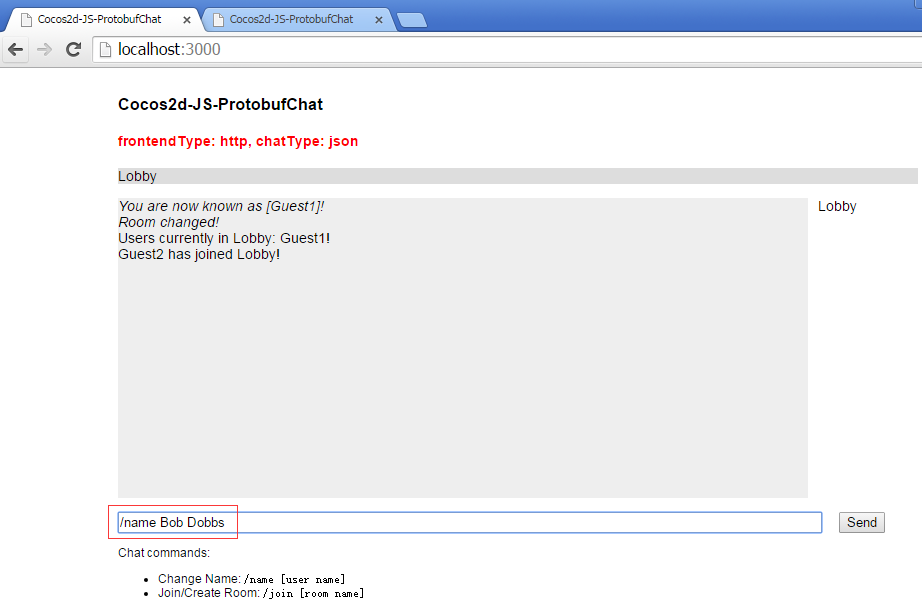 Cocos2d-JS-ProtobufChat
Cocos2d-JS-ProtobufChat
localhost:3000
Cocos2d-JS-ProtobufChat
frontendType: http, chatType: json
Lobby
You are now known as [Guest1]!
Room changed!
Users currently in Lobby: Guest1!
Guest2 has joined Lobby!
Lobby
/name Bob Dobbs
Send
Chat commands:
Change Name: /name [user name]
Join/Create Room: /join [room name]